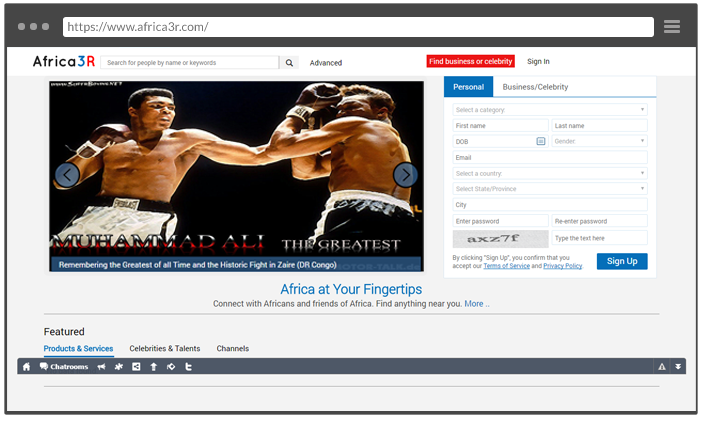 https://www.africa3r.com/
Africa3R
Search for people by name or keywords
Advanced
Find business or celebrity
Sign In
www.SuperBoxing.NET
MUHAMMAD ALI THE GREATEST
Remembering the Greatest of all Time and the Historic Fight in Zaire (DR Congo)
Personal
Business/Celebrity
Select a category
First name
Last name
DOB
Gender
Email
Select a country
Select State/Province
City
Enter password
Re-enter password
axz7f
Type the text here
By clicking "Sign Up", you confirm that you
accept our Terms of Service and Privacy Policy.
Sign Up
Africa at Your Fingertips
Connect with Africans and friends of Africa. Find anything near you. More ..
Featured
Products & Services
Celebrities & Talents
Channels
Chatrooms